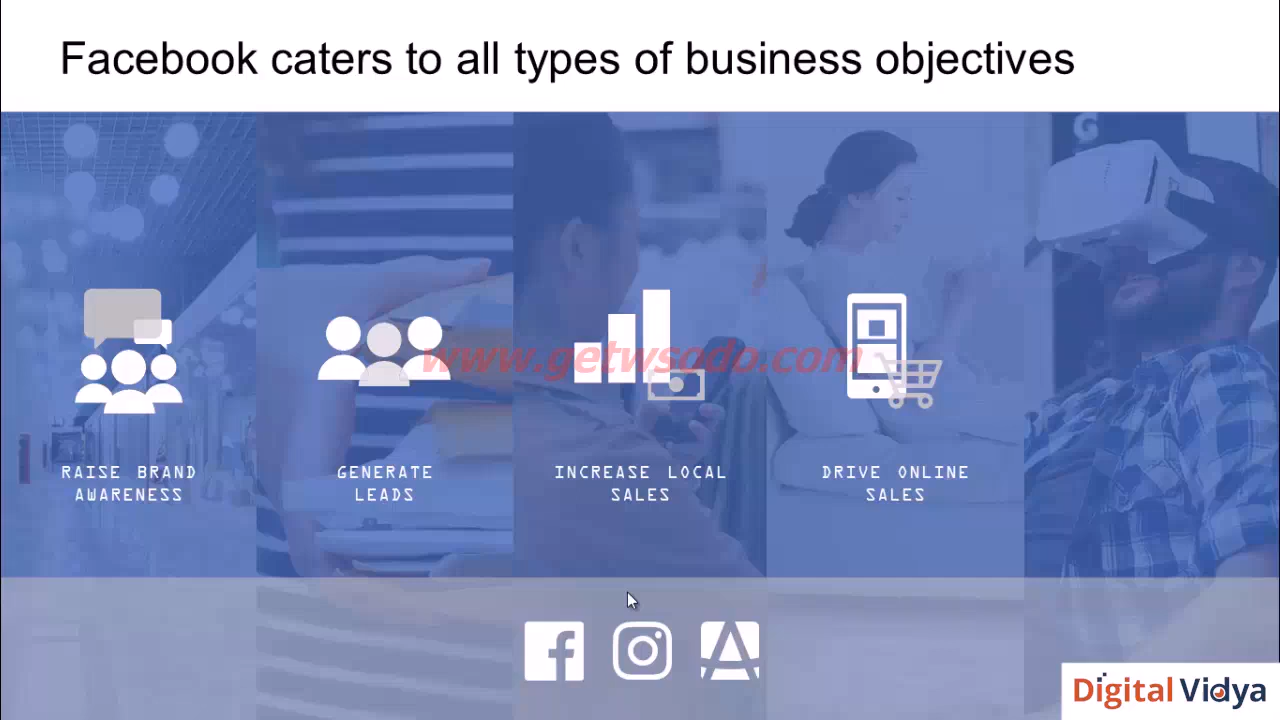 Facebook caters to all types of business objectives
www.getwsodo.com
RAISE BRAND
AWARENESS
GENERATE
LEADS
INCREASE LOCAL
SALES
DRIVE ONLINE
SALES
Digital Vidya